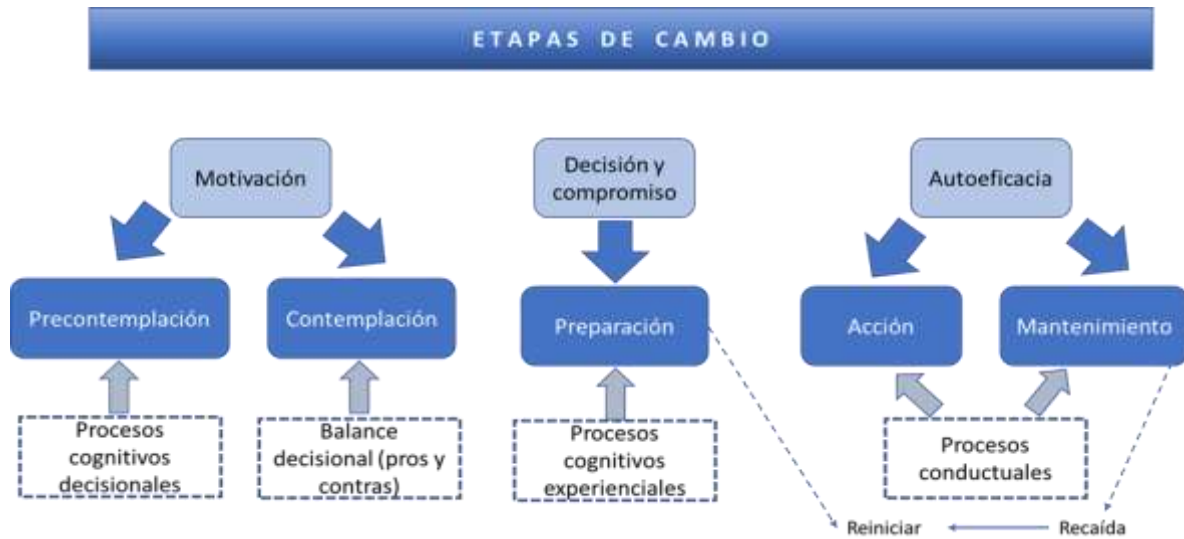 ETAPAS DE CAMBIO
Motivación
Decisión y
compromiso
Autoeficacia
Precontemplación
Contemplación
Preparación
Acción
Mantenimiento
Procesos
cognitivos
decisionales
Balance
decisional (pros y
contras)
Procesos
cognitivos
experienciales
Procesos
conductuales
Reiniciar
Recaída